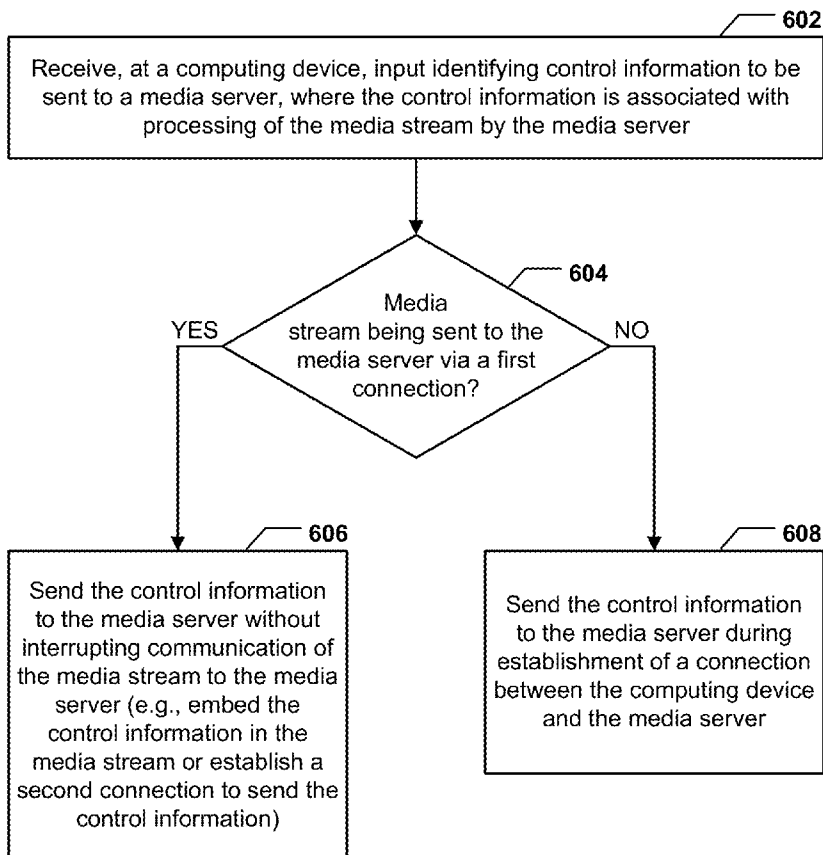 602
Receive, at a computing device, input identifying control information to be
sent to a media server, where the control information is associated with
processing of the media stream by the media server
604
Media
stream being sent to the
media server via a first
connection?
YES
NO
606
Send the control information
to the media server without
interrupting communication of
the media stream to the media
server (e.g., embed the
control information in the
media stream or establish a
second connection to send the
control information)
608
Send the control information
to the media server during
establishment of a connection
between the computing device
and the media server